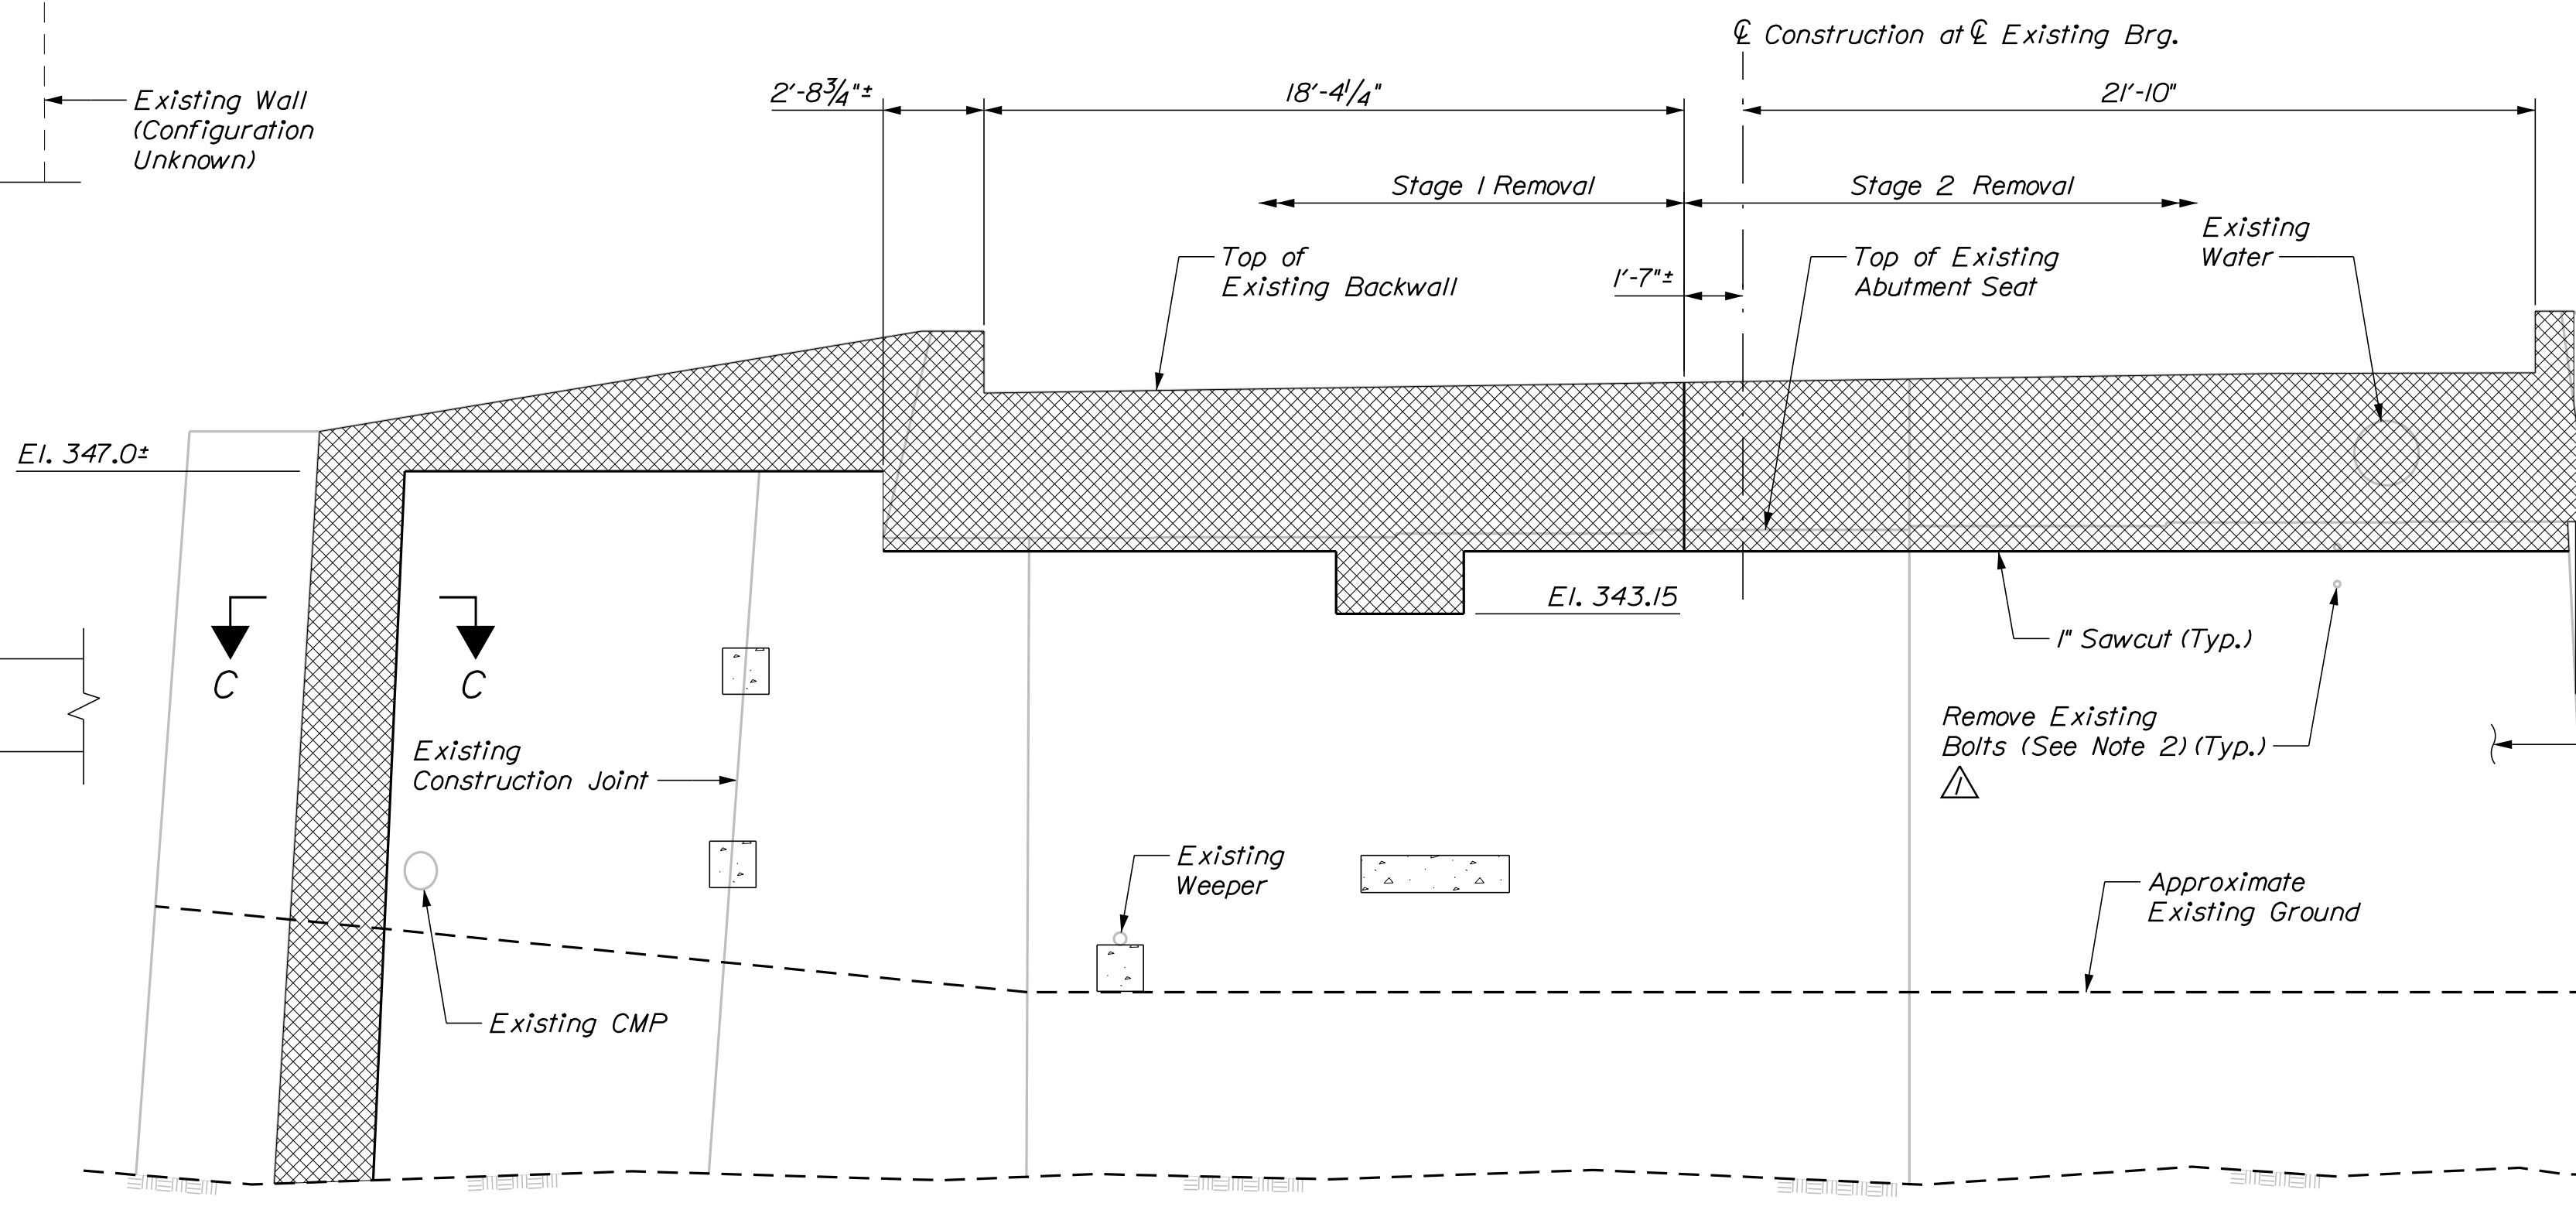 ℄ Construction at ℄ Existing Brg.
Existing Wall
(Configuration
Unknown)
2'-8¾"±
18'-4¼"
21'-10"
Stage 1 Removal
Stage 2 Removal
Existing
Water
Top of
Existing Backwall
1'-7"±
Top of Existing
Abutment Seat
El. 347.0±
El. 343.15
1" Sawcut (Typ.)
C
C
Remove Existing
Bolts (See Note 2) (Typ.)
1
Existing
Construction Joint
Existing
Weeper
Approximate
Existing Ground
Existing CMP